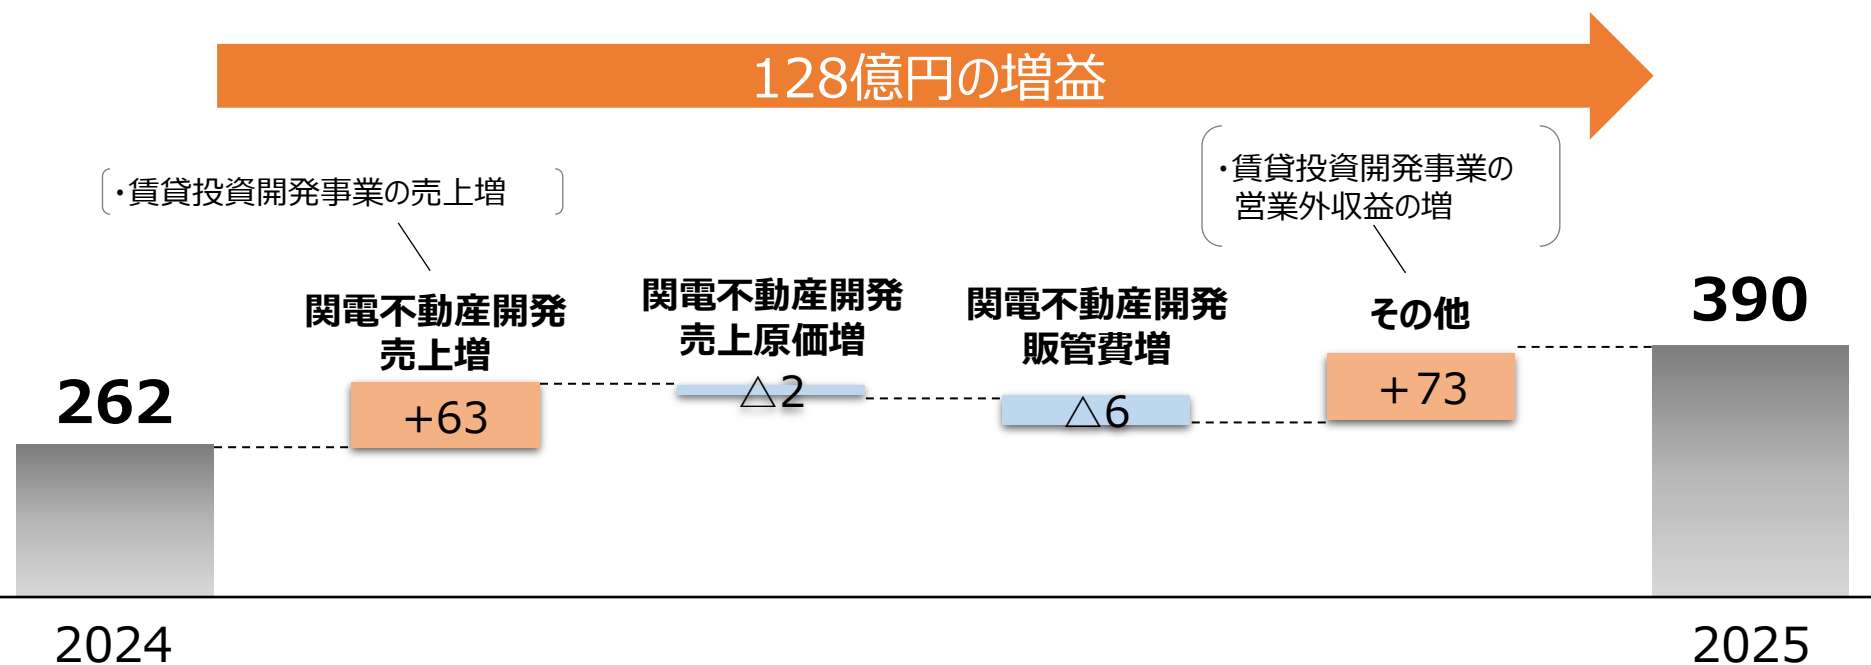 128億円の増益
・賃貸投資開発事業の売上増
・賃貸投資開発事業の
営業外収益の増
262
関電不動産開発
売上増
+63
関電不動産開発
売上原価増
△2
関電不動産開発
販管費増
△6
その他
+73
390
2024
2025